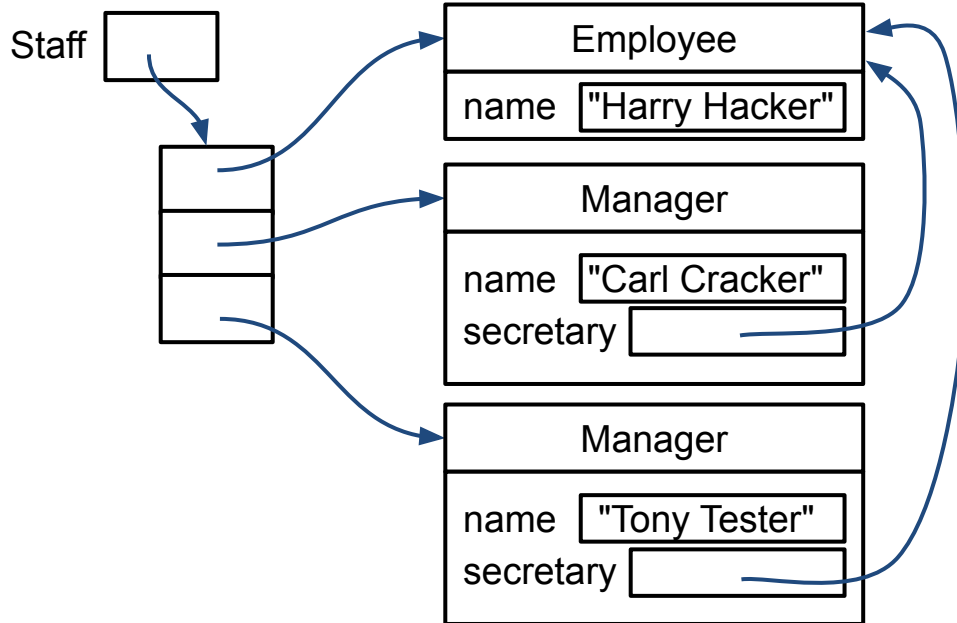 Staff
Employee
name "Harry Hacker"
Manager
name "Carl Cracker"
secretary
Manager
name "Tony Tester"
secretary